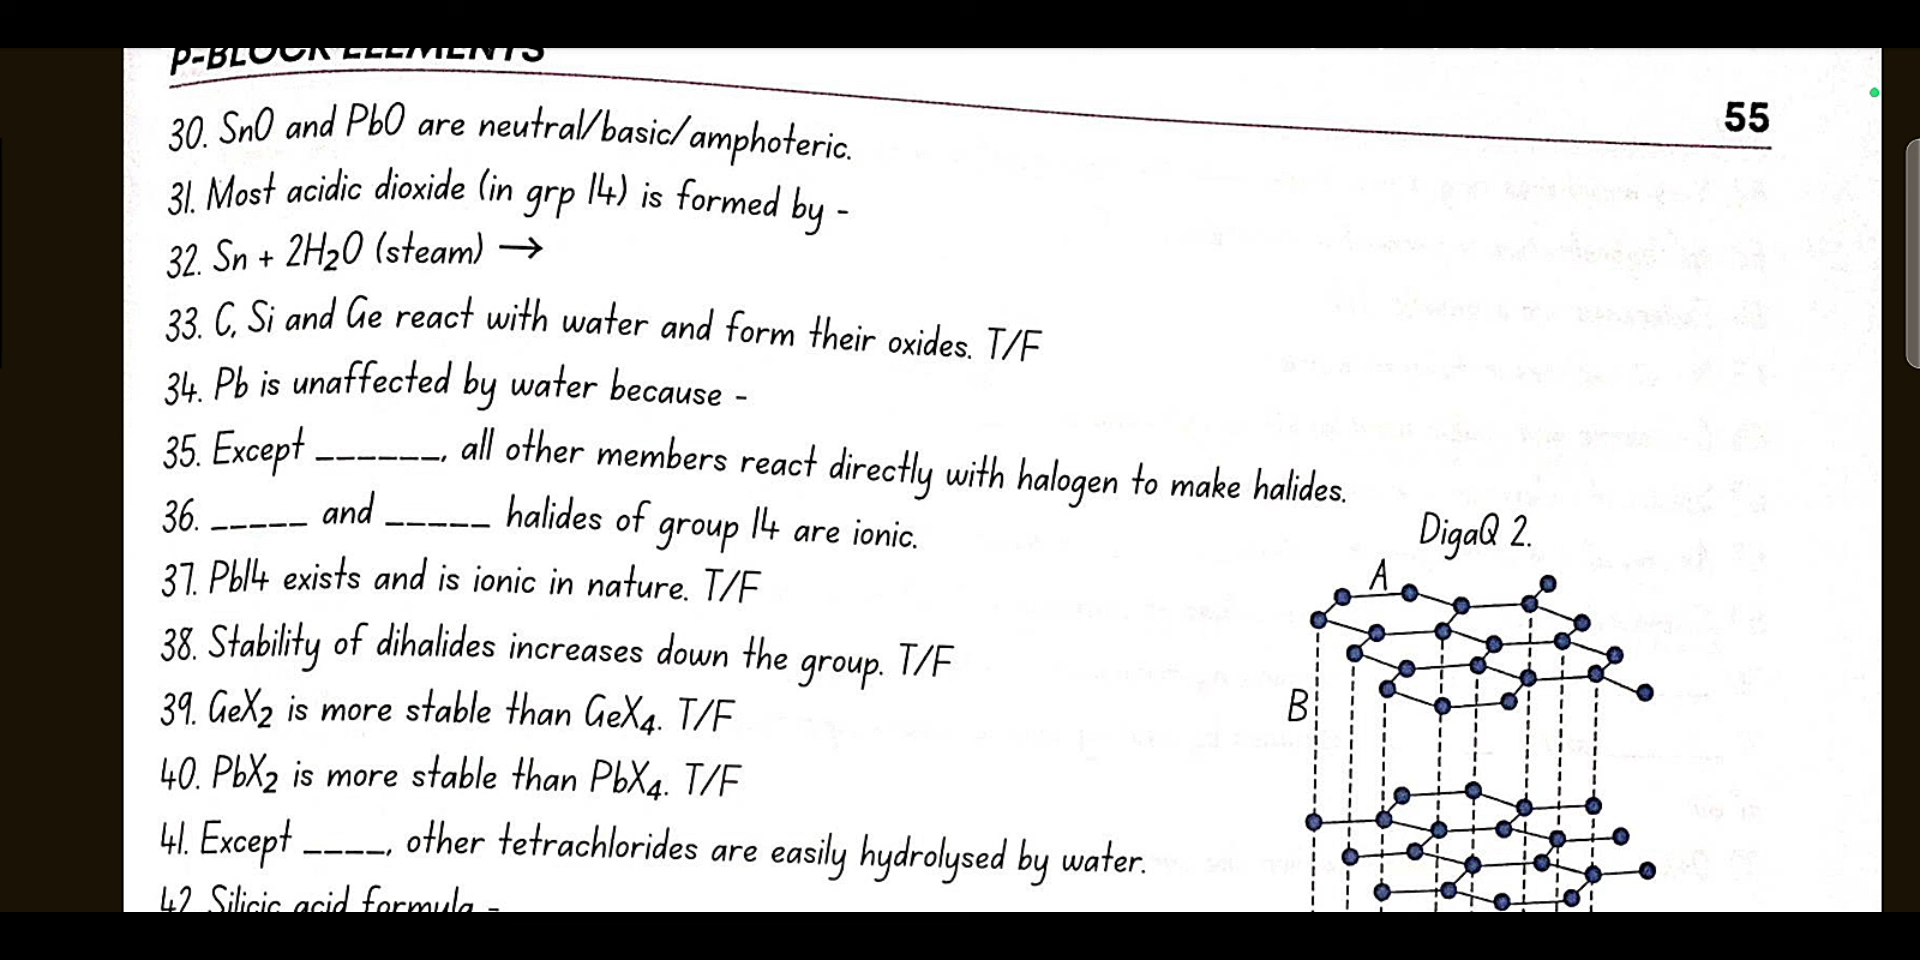 P-BLOCK ELEMENTS
55
30. SnO and PbO are neutral/basic/amphoteric.
31. Most acidic dioxide (in grp 14) is formed by -
32. Sn + 2H₂O (steam) →
33. C, Si and Ge react with water and form their oxides. T/F
34. Pb is unaffected by water because -
35. Except ______, all other members react directly with halogen to make halides.
36. _____ and _____ halides of group 14 are ionic.
37. PbI4 exists and is ionic in nature. T/F
38. Stability of dihalides increases down the group. T/F
39. GeX₂ is more stable than GeX₄. T/F
40. PbX₂ is more stable than PbX₄. T/F
41. Except ____, other tetrachlorides are easily hydrolysed by water.
42. Silicic acid formula -
DigaQ 2.
A
B